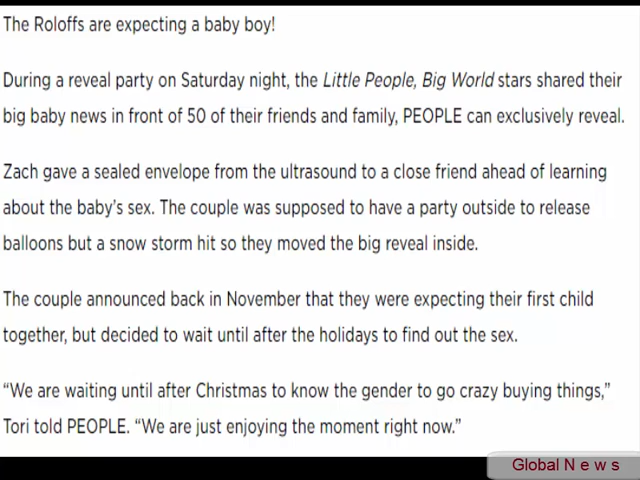 The Roloffs are expecting a baby boy!
During a reveal party on Saturday night, the Little People, Big World stars shared their
big baby news in front of 50 of their friends and family, PEOPLE can exclusively reveal.
Zach gave a sealed envelope from the ultrasound to a close friend ahead of learning
about the baby’s sex. The couple was supposed to have a party outside to release
balloons but a snow storm hit so they moved the big reveal inside.
The couple announced back in November that they were expecting their first child
together, but decided to wait until after the holidays to find out the sex.
“We are waiting until after Christmas to know the gender to go crazy buying things,”
Tori told PEOPLE. “We are just enjoying the moment right now.”
Global N e w s